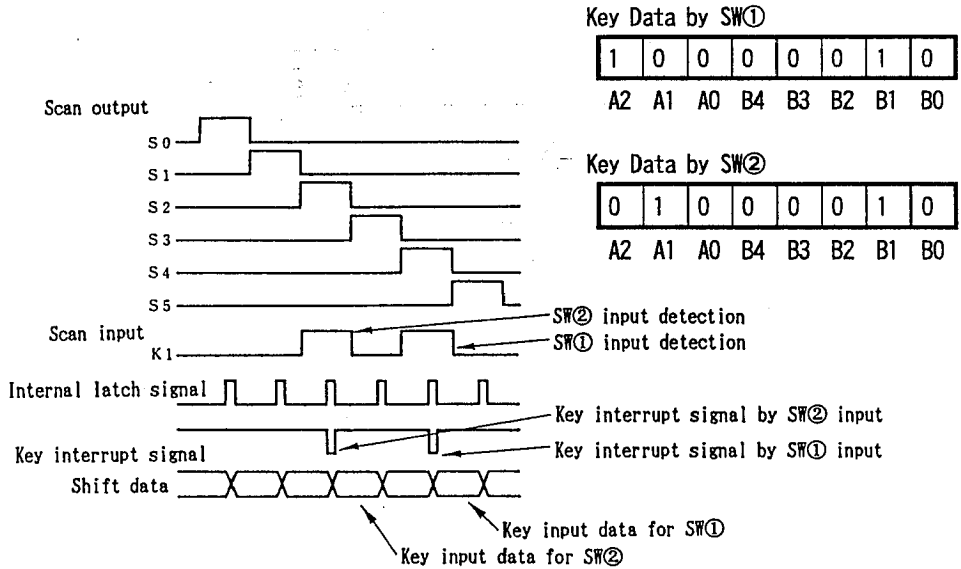 Key Data by SW①
1 0 0 0 0 0 1 0
A2 A1 A0 B4 B3 B2 B1 B0
Key Data by SW②
0 1 0 0 0 0 1 0
A2 A1 A0 B4 B3 B2 B1 B0
Scan output
S0
S1
S2
S3
S4
S5
Scan input
K1
SW② input detection
SW① input detection
Internal latch signal
Key interrupt signal
Key interrupt signal by SW② input
Key interrupt signal by SW① input
Shift data
Key input data for SW①
Key input data for SW②